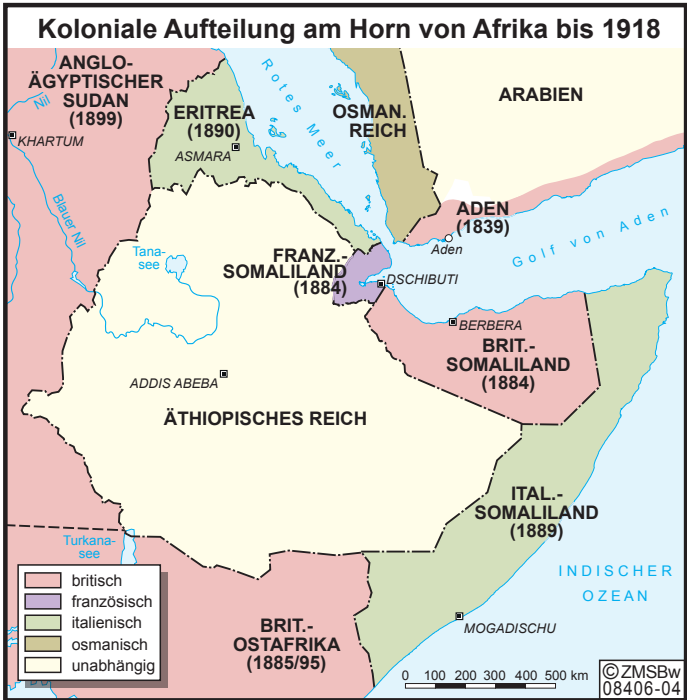 Koloniale Aufteilung am Horn von Afrika bis 1918
ANGLO-
ÄGYPTISCHER
SUDAN
(1899)
Nil
KHARTUM
Blauer Nil
ERITREA
(1890)
ASMARA
Rotes Meer
OSMAN.
REICH
ARABIEN
ADEN
(1839)
Aden
Golf von Aden
Tana-
see
FRANZ.-
SOMALILAND
(1884)
DSCHIBUTI
BERBERA
BRIT.-
SOMALILAND
(1884)
ADDIS ABEBA
ÄTHIOPISCHES REICH
ITAL.-
SOMALILAND
(1889)
Turkana-
see
INDISCHER
OZEAN
BRIT.-
OSTAFRIKA
(1885/95)
MOGADISCHU
britisch
französisch
italienisch
osmanisch
unabhängig
0 100 200 300 400 500 km
©ZMSBw
08406-04